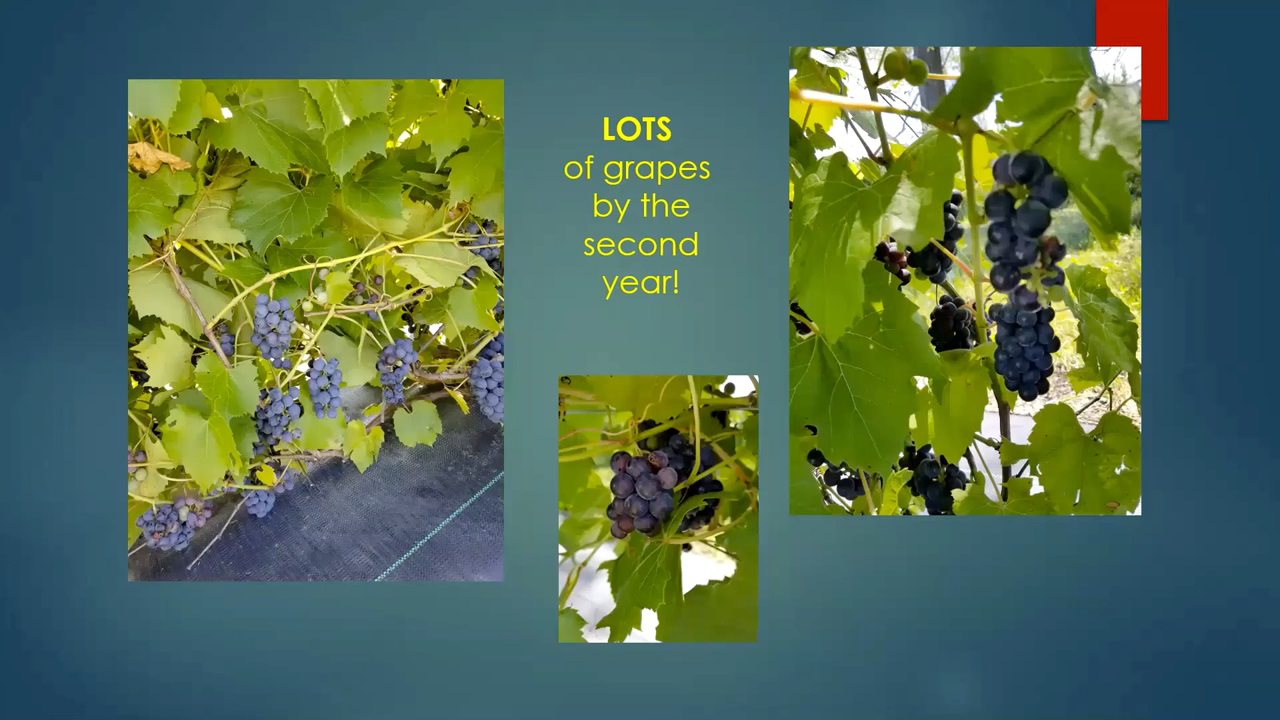 LOTS
of grapes
by the
second
year!